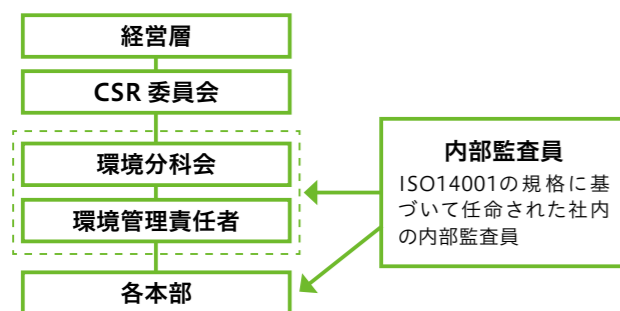 経営層
CSR 委員会
環境分科会
環境管理責任者
各本部
内部監査員
ISO14001の規格に基
づいて任命された社内
の内部監査員